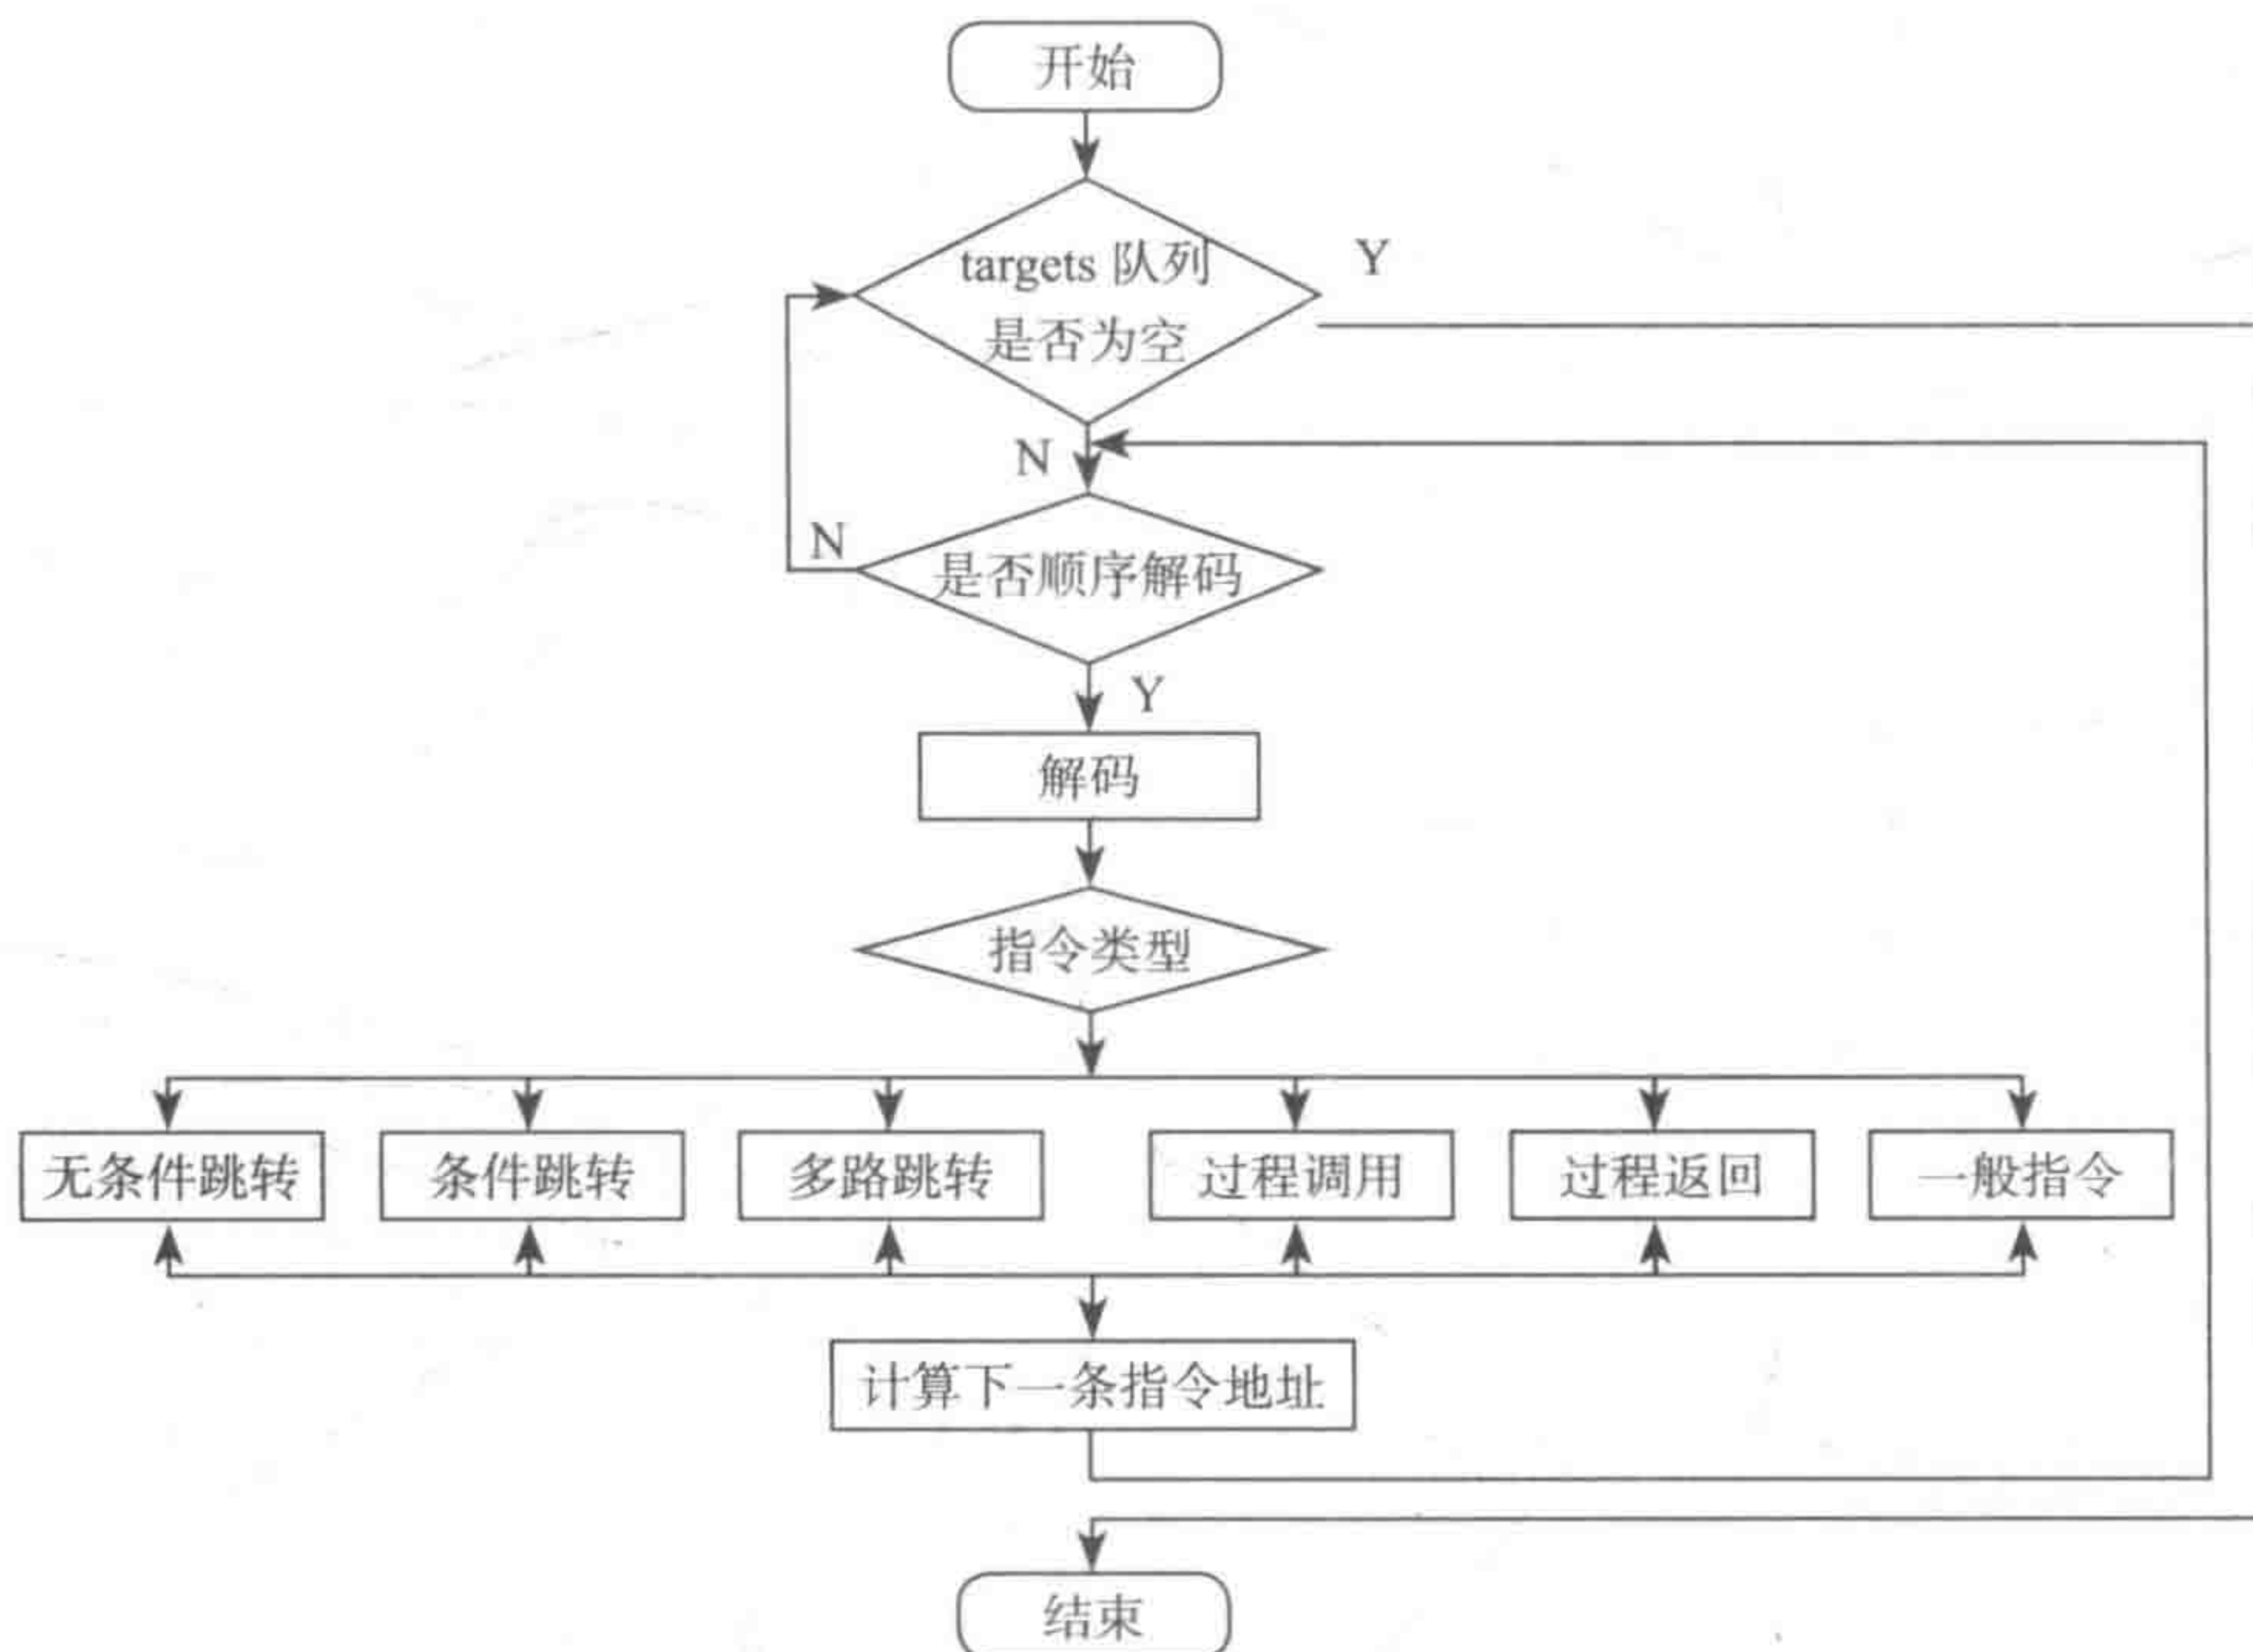 开始
targets 队列
是否为空
Y
N
N
是否顺序解码
Y
解码
指令类型
无条件跳转
条件跳转
多路跳转
过程调用
过程返回
一般指令
计算下一条指令地址
结束